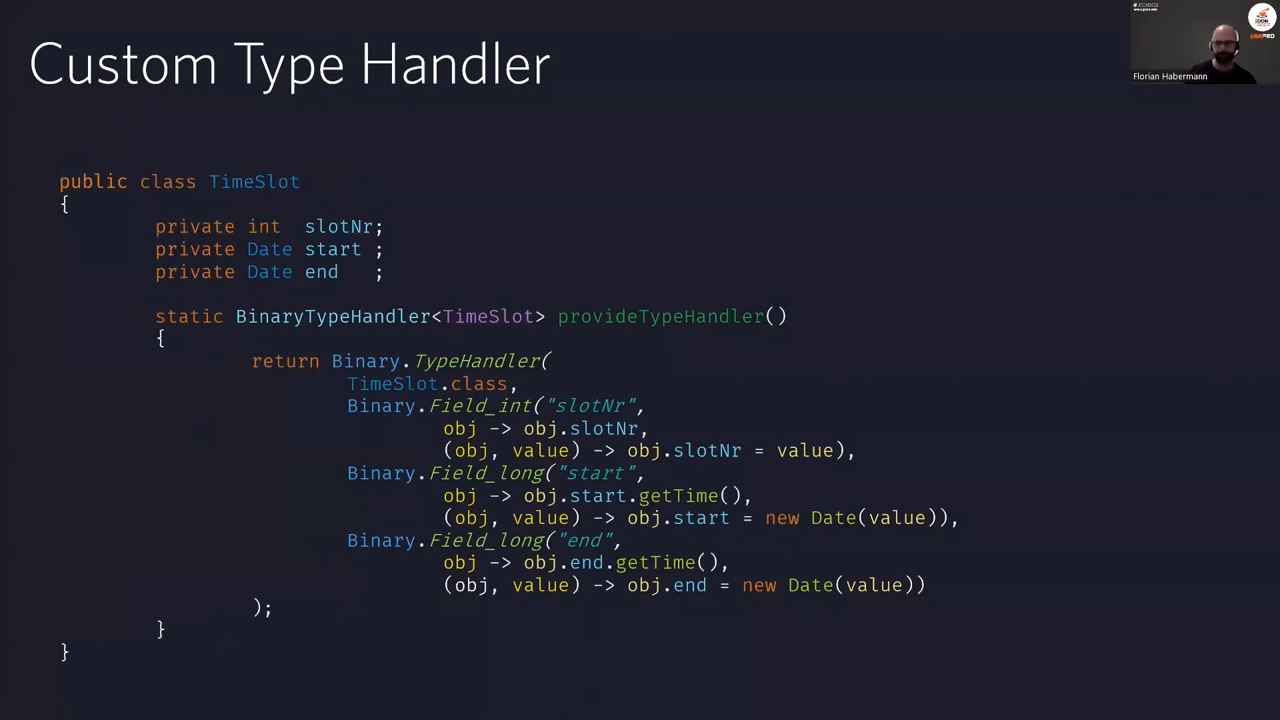 Custom Type Handler
Florian Habermann
public class TimeSlot
{
private int  slotNr;
private Date start ;
private Date end   ;
static BinaryTypeHandler<TimeSlot> provideTypeHandler()
{
return Binary.TypeHandler(
TimeSlot.class,
Binary.Field_int("slotNr",
obj -> obj.slotNr,
(obj, value) -> obj.slotNr = value),
Binary.Field_long("start",
obj -> obj.start.getTime(),
(obj, value) -> obj.start = new Date(value)),
Binary.Field_long("end",
obj -> obj.end.getTime(),
(obj, value) -> obj.end = new Date(value))
);
}
}